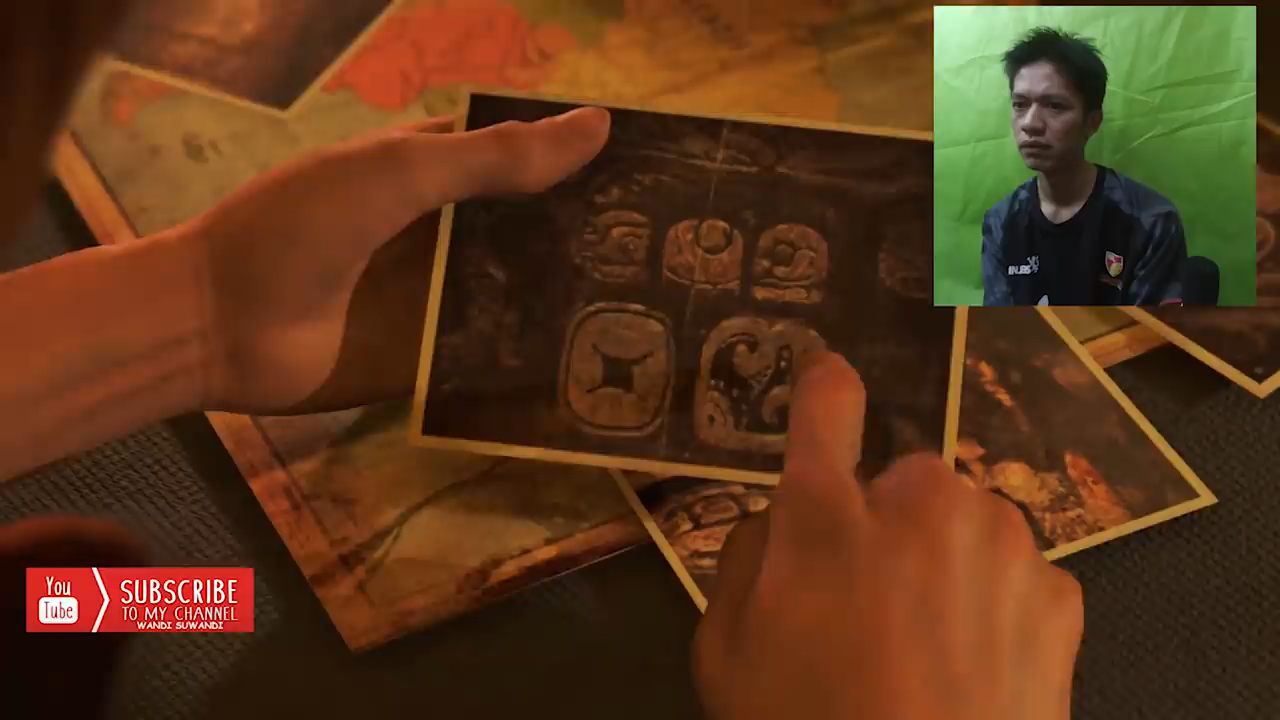 You
Tube
SUBSCRIBE
TO MY CHANNEL
WANDI SUWANDI